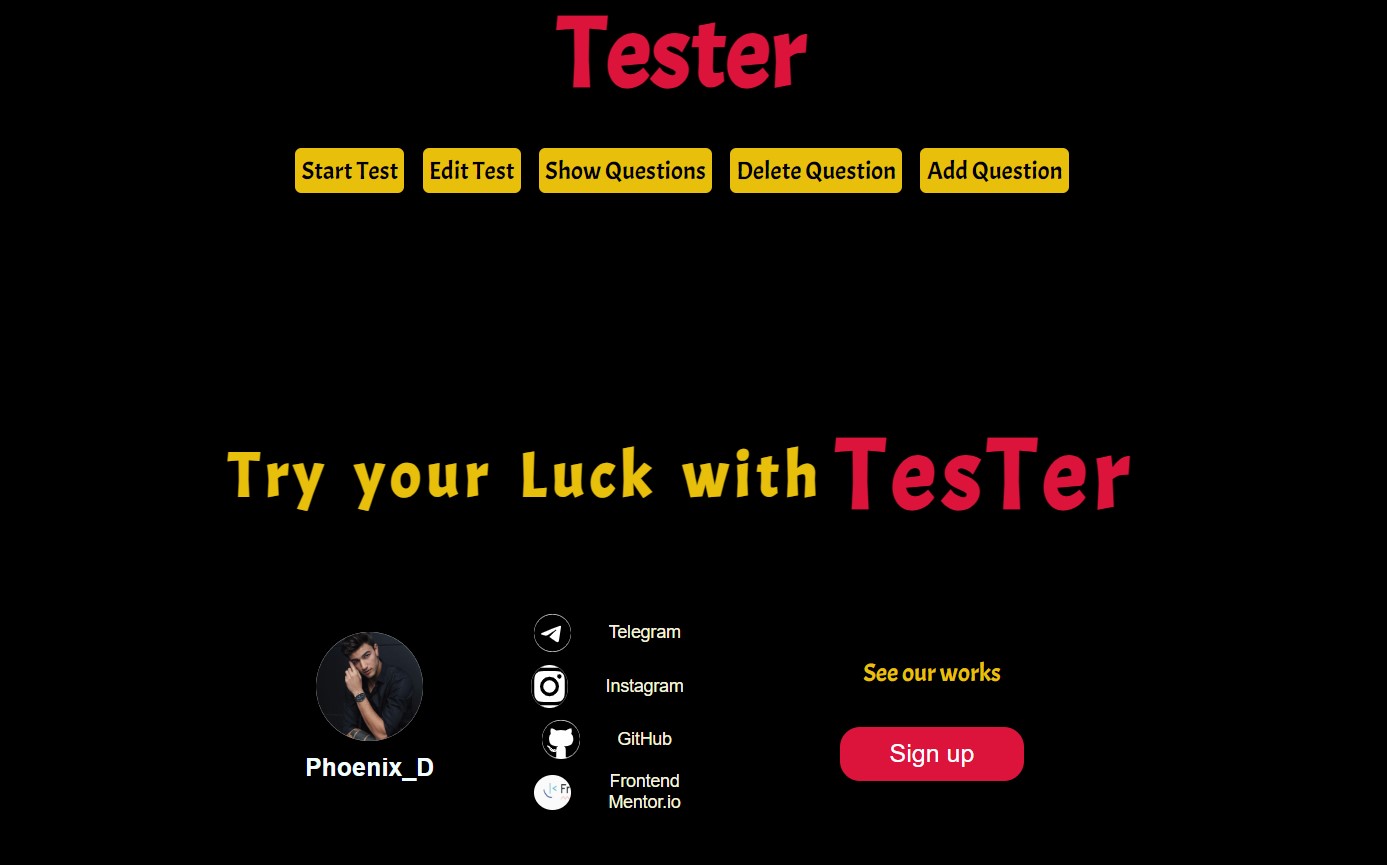 Tester
Start Test Edit Test Show Questions Delete Question Add Question
Try your Luck with TesTer
Telegram
Instagram
GitHub
Fr
Frontend
Mentor.io
Phoenix_D
See our works
Sign up